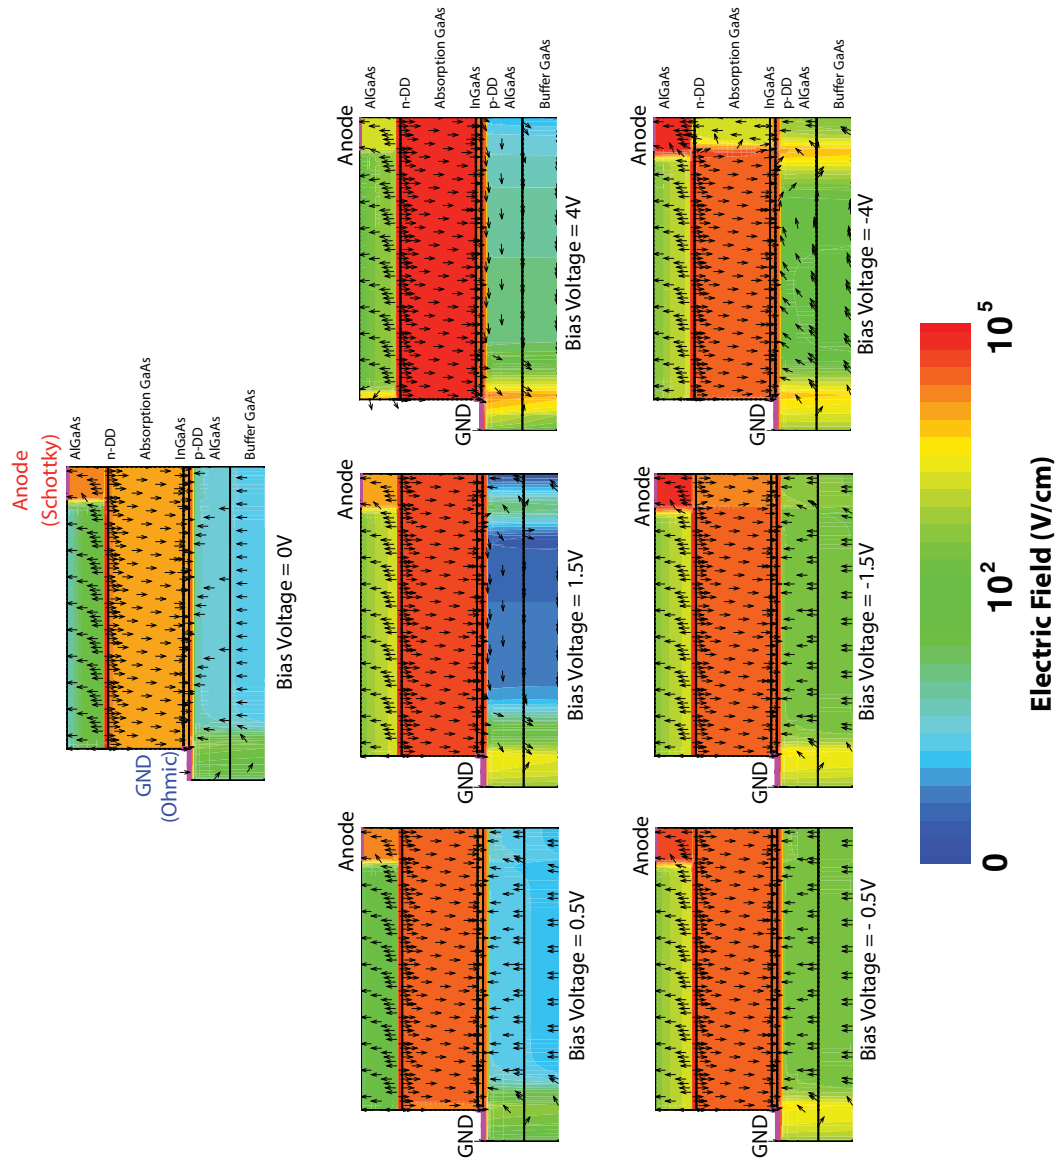 Anode
(Schottky)
AlGaAs
n-DD
Absorption GaAs
InGaAs
p-DD
AlGaAs
Buffer GaAs
GND
(Ohmic)
Bias Voltage = 0V
Anode
GND
Bias Voltage = 0.5V
Anode
GND
Bias Voltage = 1.5V
Anode
AlGaAs
n-DD
Absorption GaAs
InGaAs
p-DD
AlGaAs
Buffer GaAs
GND
Bias Voltage = 4V
Anode
GND
Bias Voltage = - 0.5V
Anode
GND
Bias Voltage = -1.5V
Anode
AlGaAs
n-DD
Absorption GaAs
InGaAs
p-DD
AlGaAs
Buffer GaAs
GND
Bias Voltage = -4V
0 10² 10⁵
Electric Field (V/cm)